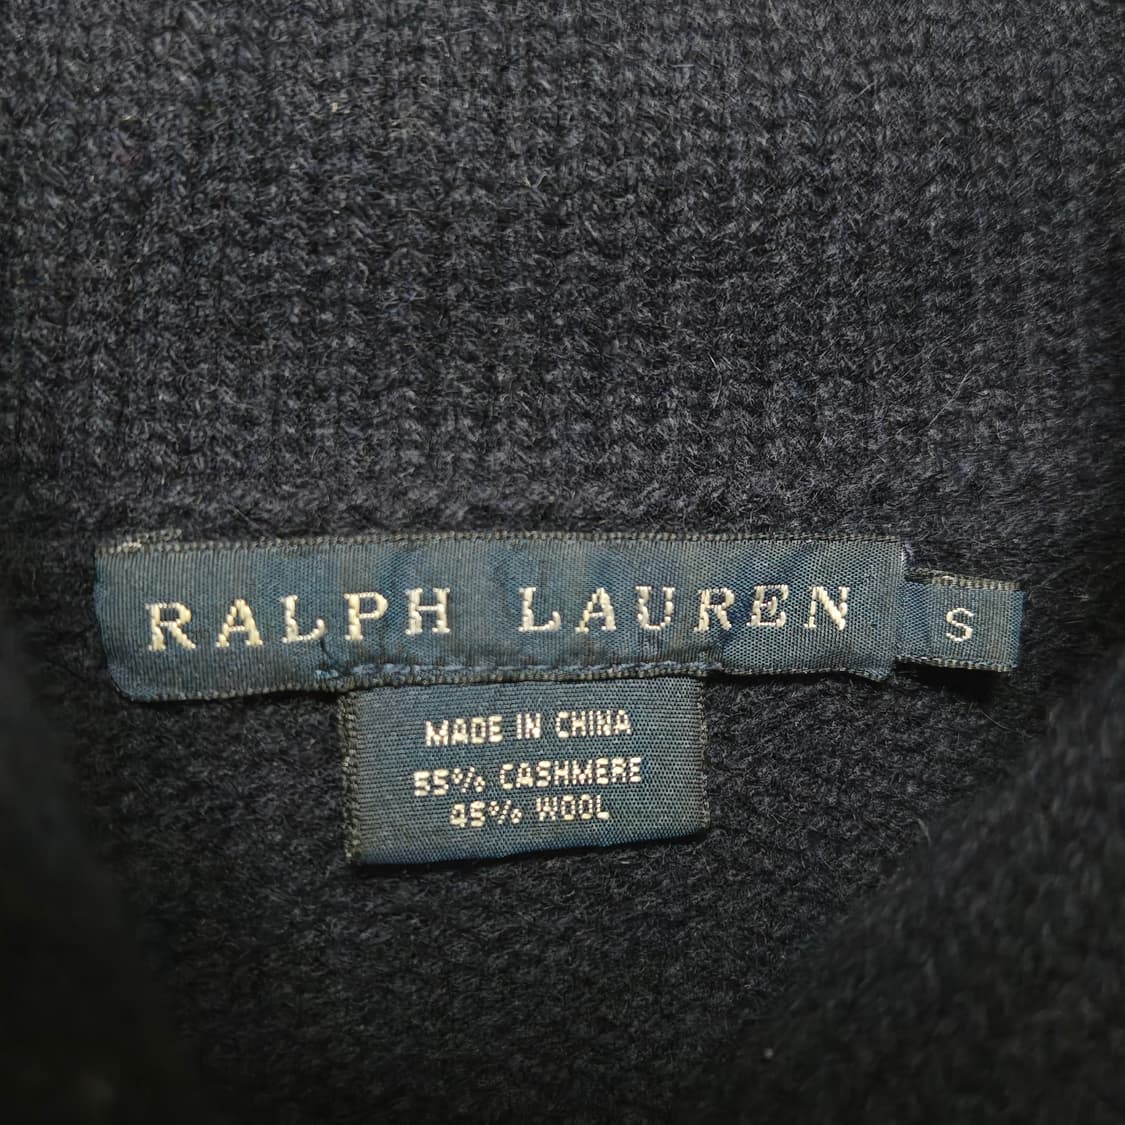 RALPH LAUREN
S
MADE IN CHINA
55% CASHMERE
45% WOOL